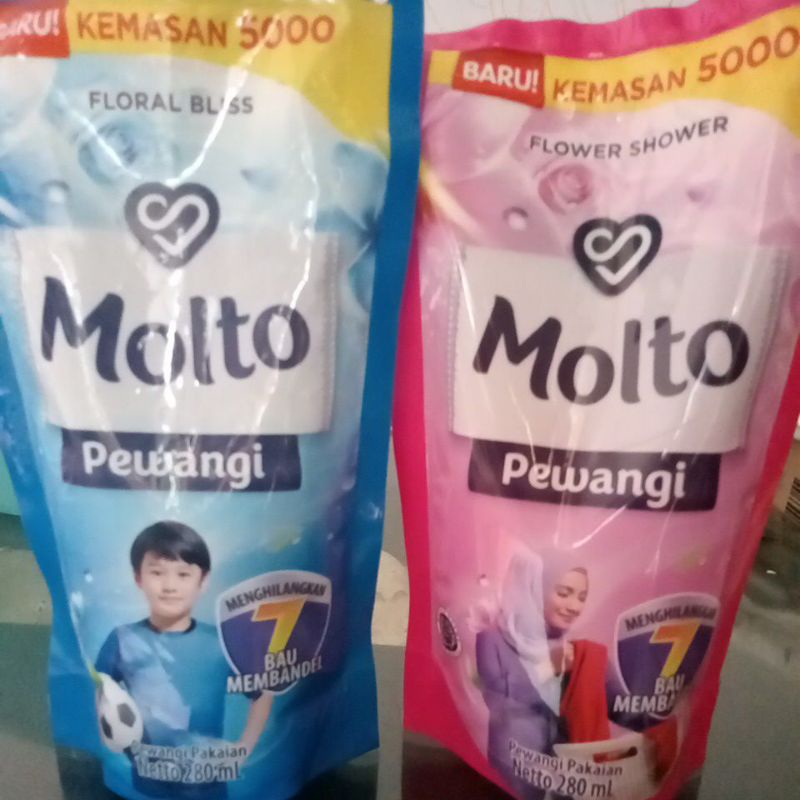 BARU! KEMASAN 5000
FLORAL BLISS
Molto
Pewangi
MENGHILANGKAN
7
BAU
MEMBANDEL
Pewangi Pakaian
Netto 280 mL
BARU! KEMASAN 5000
FLOWER SHOWER
Molto
Pewangi
MENGHILANGKAN
7
BAU
Pewangi Pakaian
Netto 280 mL